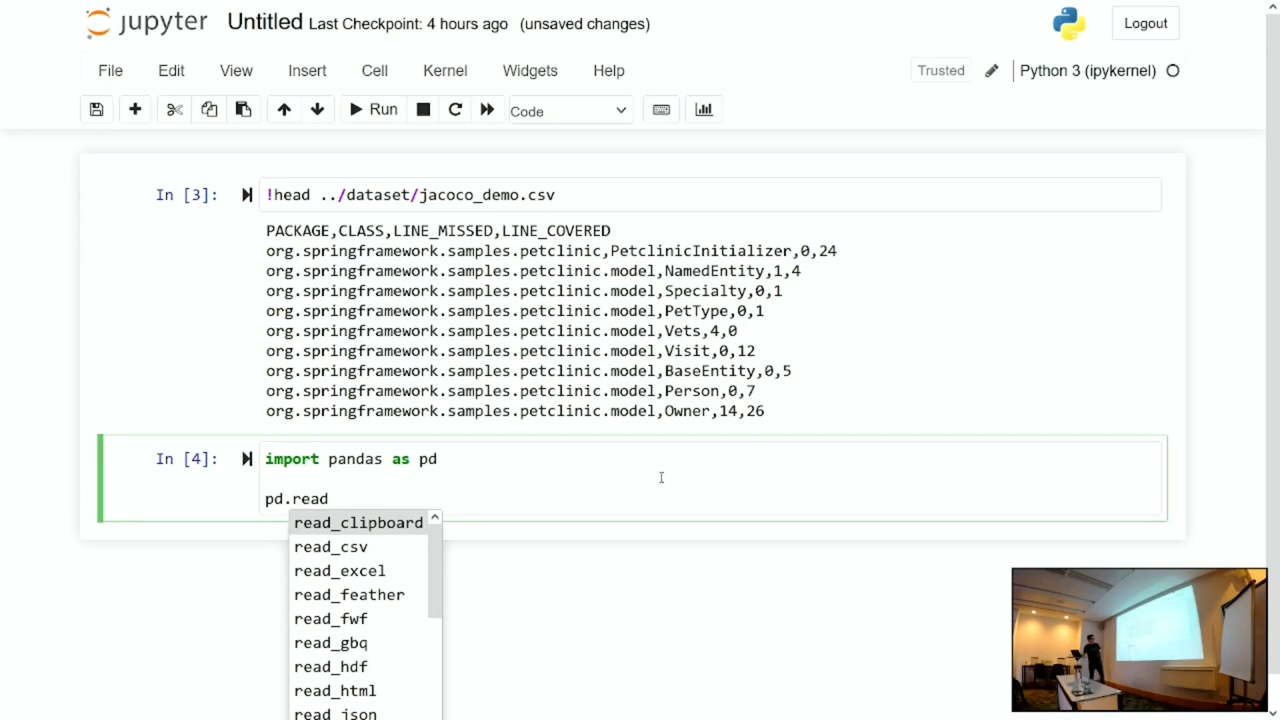 jupyter Untitled Last Checkpoint: 4 hours ago (unsaved changes) Logout
File Edit View Insert Cell Kernel Widgets Help Trusted Python 3 (ipykernel)
Run Code
In [3]: !head ../dataset/jacoco_demo.csv
PACKAGE,CLASS,LINE_MISSED,LINE_COVERED
org.springframework.samples.petclinic,PetclinicInitializer,0,24
org.springframework.samples.petclinic.model,NamedEntity,1,4
org.springframework.samples.petclinic.model,Specialty,0,1
org.springframework.samples.petclinic.model,PetType,0,1
org.springframework.samples.petclinic.model,Vets,4,0
org.springframework.samples.petclinic.model,Visit,0,12
org.springframework.samples.petclinic.model,BaseEntity,0,5
org.springframework.samples.petclinic.model,Person,0,7
org.springframework.samples.petclinic.model,Owner,14,26
In [4]: import pandas as pd
pd.read
read_clipboard
read_csv
read_excel
read_feather
read_fwf
read_gbq
read_hdf
read_html
read_json